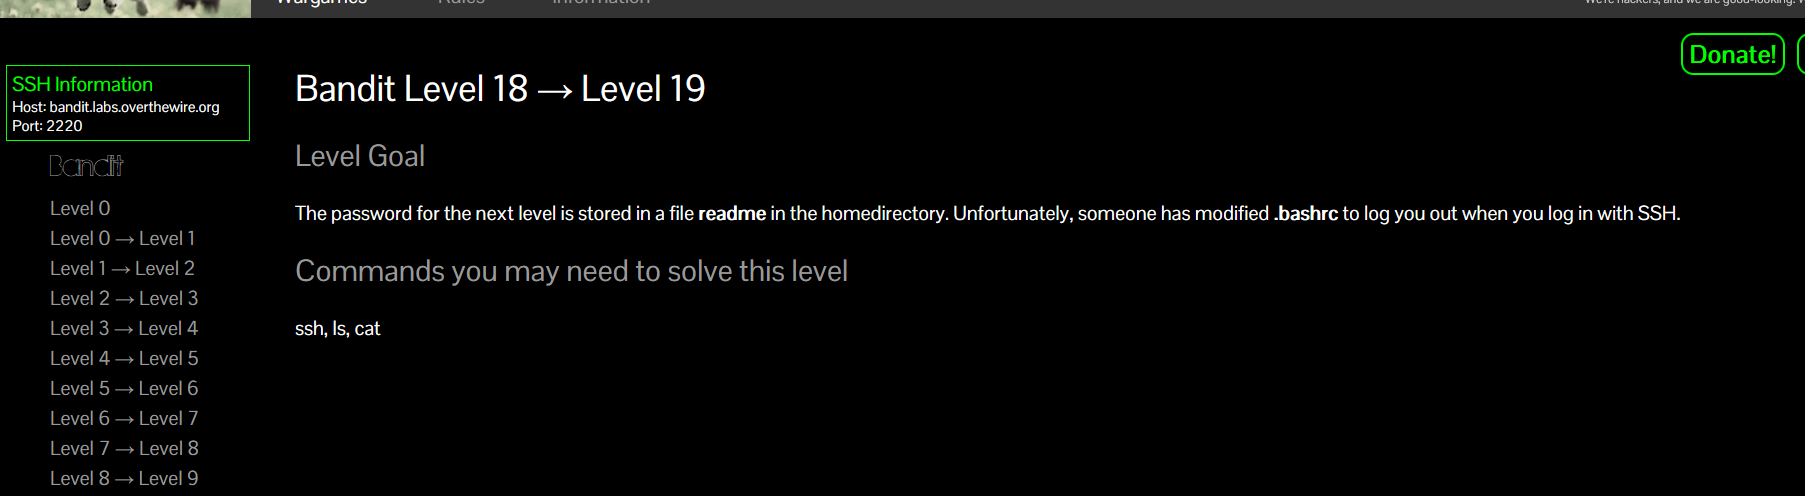 Wargames Rules Information
We're hackers, and we are good-looking.
Donate!
SSH Information
Host: bandit.labs.overthewire.org
Port: 2220
Bandit
Level 0
Level 0 → Level 1
Level 1 → Level 2
Level 2 → Level 3
Level 3 → Level 4
Level 4 → Level 5
Level 5 → Level 6
Level 6 → Level 7
Level 7 → Level 8
Level 8 → Level 9
Bandit Level 18 → Level 19
Level Goal
The password for the next level is stored in a file readme in the homedirectory. Unfortunately, someone has modified .bashrc to log you out when you log in with SSH.
Commands you may need to solve this level
ssh, ls, cat